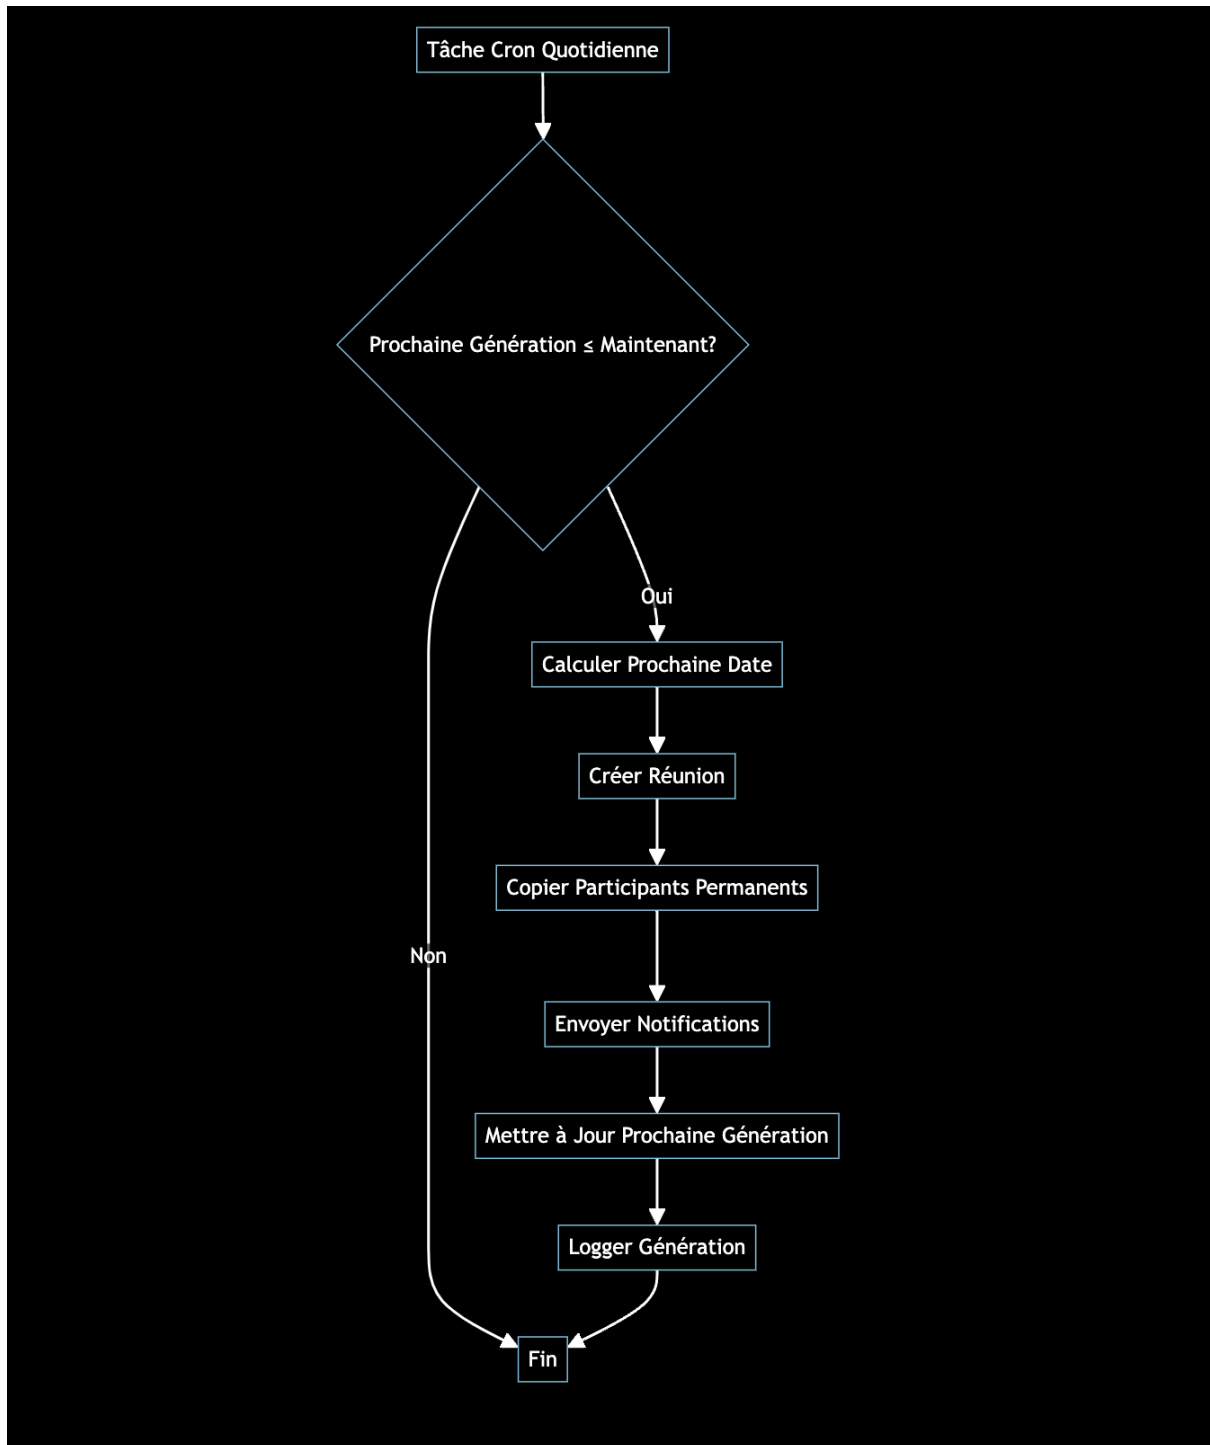 Tâche Cron Quotidienne
Prochaine Génération ≤ Maintenant?
Oui
Calculer Prochaine Date
Créer Réunion
Copier Participants Permanents
Non
Envoyer Notifications
Mettre à Jour Prochaine Génération
Logger Génération
Fin